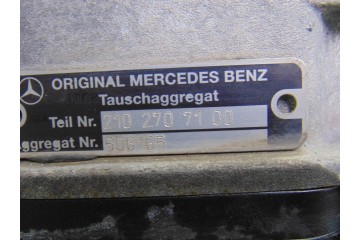 ORIGINAL MERCEDES BENZ
Tauschaggregat
Teil Nr. 210 270 71 00
ggregat Nr.